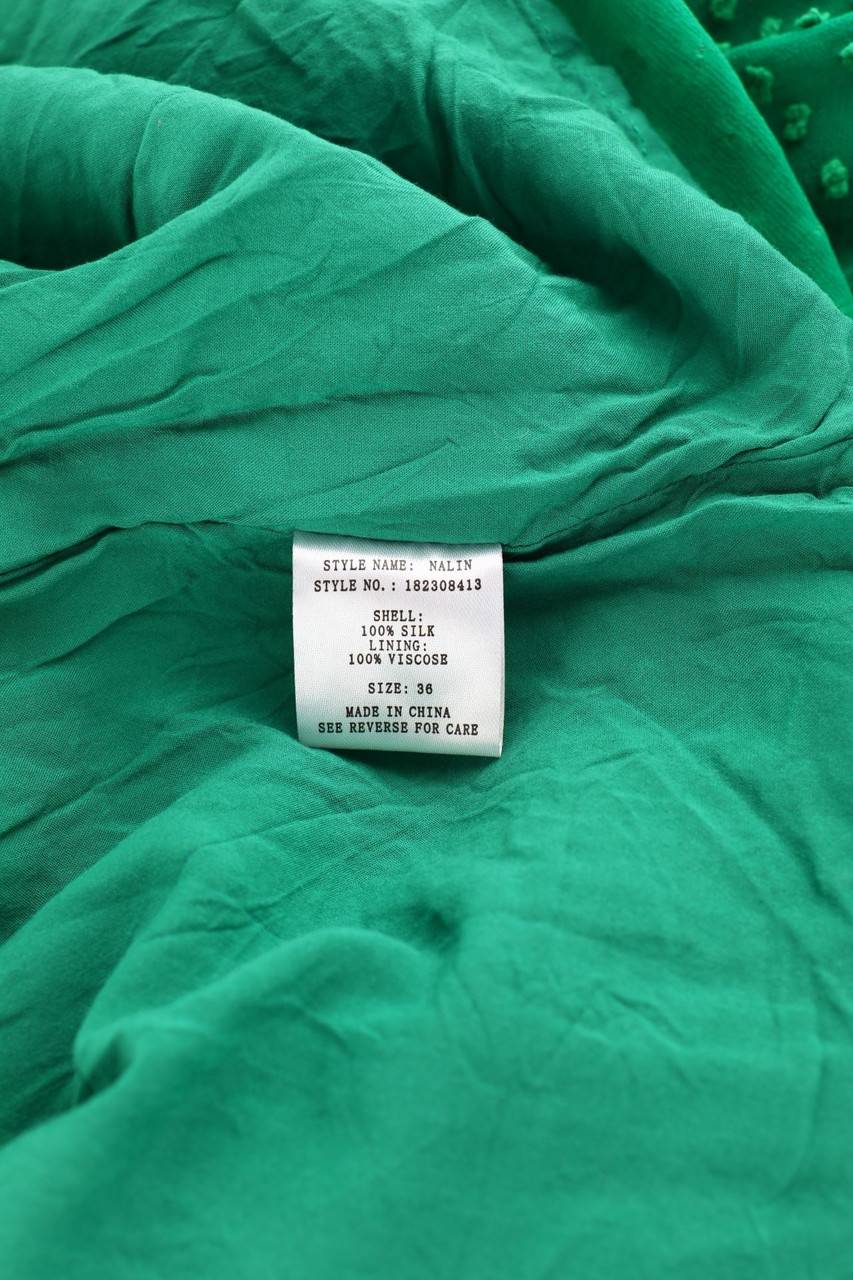 STYLE NAME: NALIN
STYLE NO.: 182308413
SHELL:
100% SILK
LINING:
100% VISCOSE
SIZE: 36
MADE IN CHINA
SEE REVERSE FOR CARE